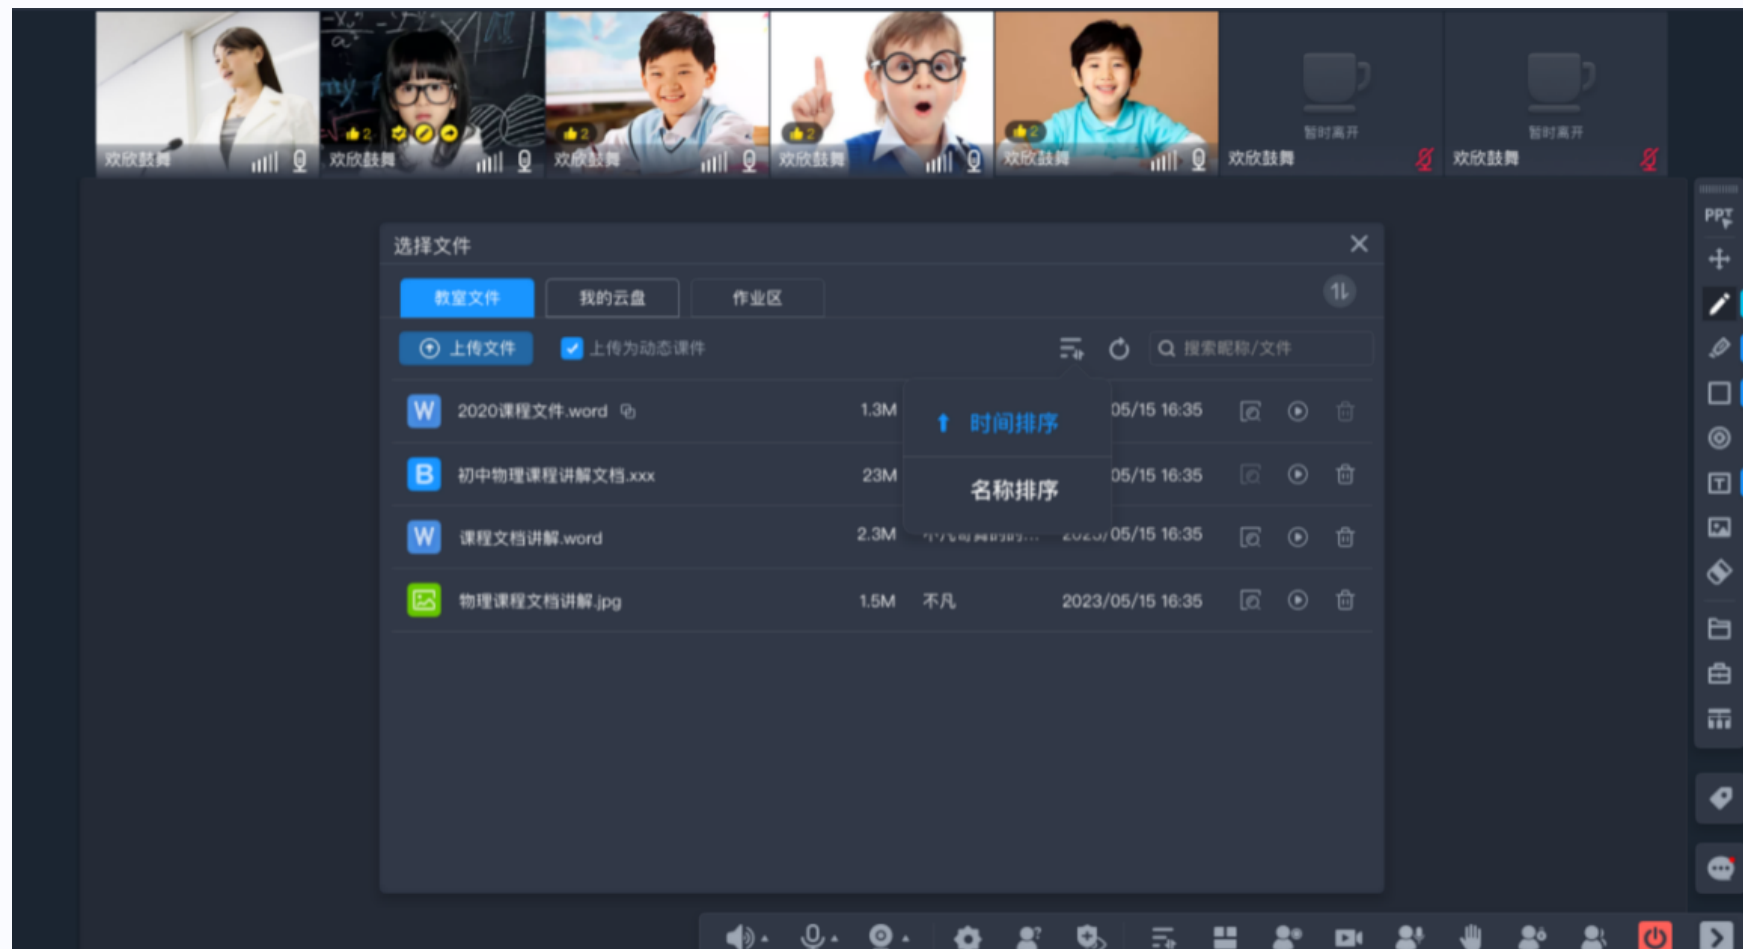 暂时离开
暂时离开
2
2
2
2
欢欣鼓舞
欢欣鼓舞
欢欣鼓舞
欢欣鼓舞
欢欣鼓舞
欢欣鼓舞
欢欣鼓舞
PPT
选择文件
教室文件
我的云盘
作业区
上传文件
上传为动态课件
搜索昵称/文件
W 2020课程文件.word 1.3M 05/15 16:35
时间排序
B 初中物理课程讲解文档.xxx 23M 05/15 16:35
名称排序
W 课程文档讲解.word 2.3M 2023/05/15 16:35
物理课程文档讲解.jpg 1.5M 不凡 2023/05/15 16:35